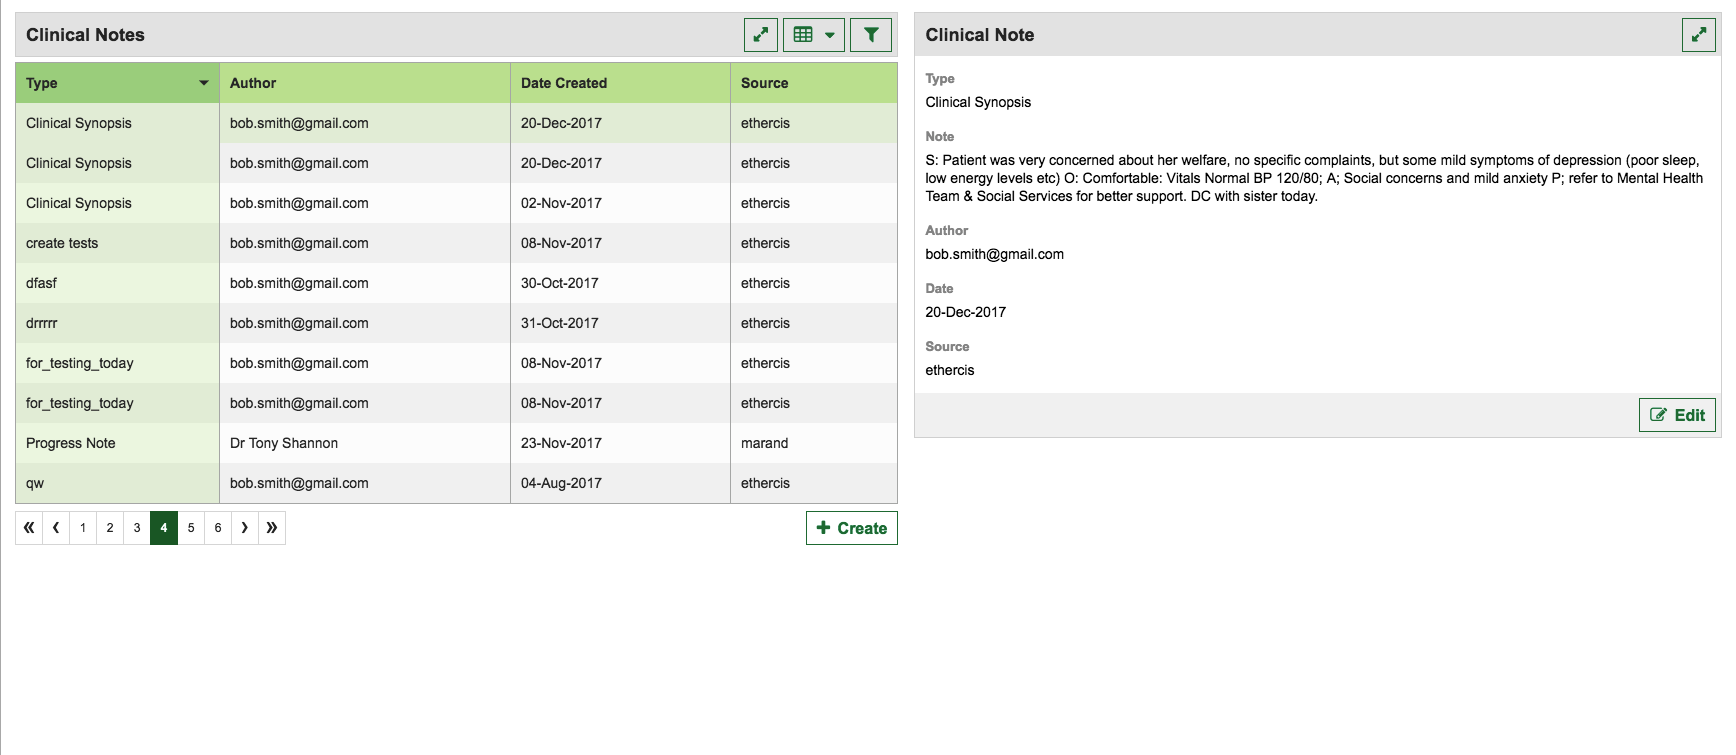 Clinical Notes
Type Author Date Created Source
Clinical Synopsis bob.smith@gmail.com 20-Dec-2017 ethercis
Clinical Synopsis bob.smith@gmail.com 20-Dec-2017 ethercis
Clinical Synopsis bob.smith@gmail.com 02-Nov-2017 ethercis
create tests bob.smith@gmail.com 08-Nov-2017 ethercis
dfasf bob.smith@gmail.com 30-Oct-2017 ethercis
drrrrr bob.smith@gmail.com 31-Oct-2017 ethercis
for_testing_today bob.smith@gmail.com 08-Nov-2017 ethercis
for_testing_today bob.smith@gmail.com 08-Nov-2017 ethercis
Progress Note Dr Tony Shannon 23-Nov-2017 marand
qw bob.smith@gmail.com 04-Aug-2017 ethercis
« ‹ 1 2 3 4 5 6 › »
+ Create
Clinical Note
Type
Clinical Synopsis
Note
S: Patient was very concerned about her welfare, no specific complaints, but some mild symptoms of depression (poor sleep,
low energy levels etc) O: Comfortable: Vitals Normal BP 120/80; A; Social concerns and mild anxiety P; refer to Mental Health
Team & Social Services for better support. DC with sister today.
Author
bob.smith@gmail.com
Date
20-Dec-2017
Source
ethercis
Edit